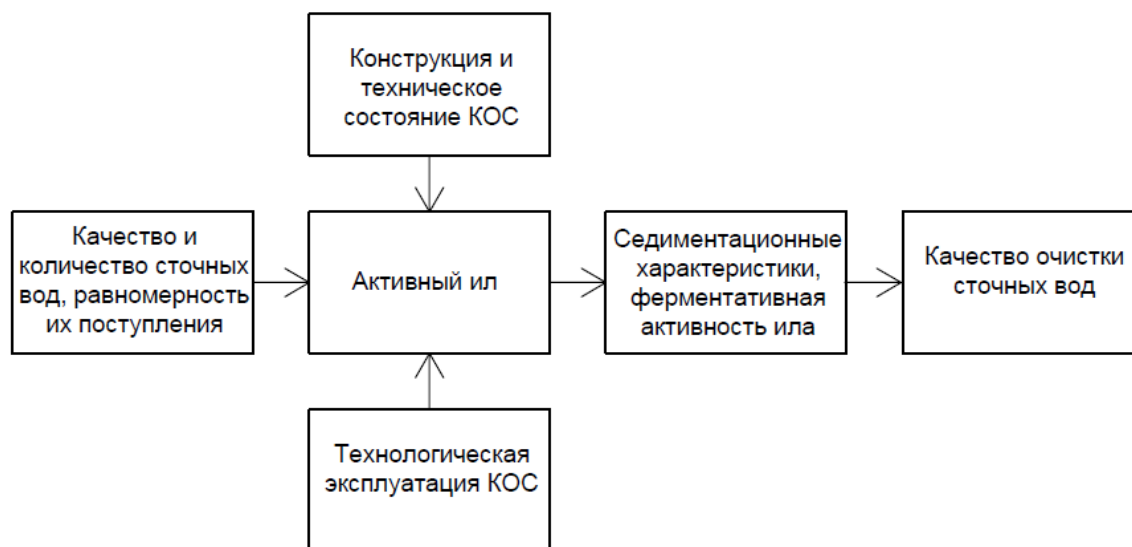 Конструкция и
техническое
состояние КОС
Качество и
количество сточных
вод, равномерность
их поступления
Активный ил
Седиментационные
характеристики,
ферментативная
активность ила
Качество очистки
сточных вод
Технологическая
эксплуатация КОС